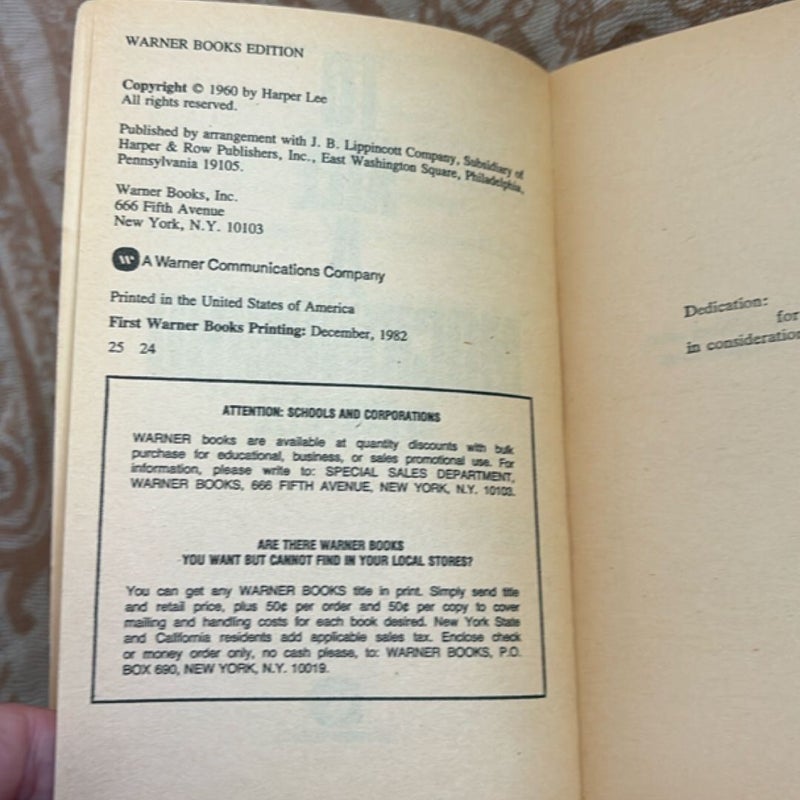 WARNER BOOKS EDITION
Copyright © 1960 by Harper Lee
All rights reserved.
Published by arrangement with J. B. Lippincott Company, Subsidiary of
Harper & Row Publishers, Inc., East Washington Square, Philadelphia,
Pennsylvania 19105.
Warner Books, Inc.
666 Fifth Avenue
New York, N.Y. 10103
W A Warner Communications Company
Printed in the United States of America
First Warner Books Printing: December, 1982
25 24
ATTENTION: SCHOOLS AND CORPORATIONS
WARNER books are available at quantity discounts with bulk
purchase for educational, business, or sales promotional use. For
information, please write to: SPECIAL SALES DEPARTMENT,
WARNER BOOKS, 666 FIFTH AVENUE, NEW YORK, N.Y. 10103.
ARE THERE WARNER BOOKS
YOU WANT BUT CANNOT FIND IN YOUR LOCAL STORES?
You can get any WARNER BOOKS title in print. Simply send title
and retail price, plus 50¢ per order and 50¢ per copy to cover
mailing and handling costs for each book desired. New York State
and California residents add applicable sales tax. Enclose check
or money order only, no cash please, to: WARNER BOOKS, P.O.
BOX 690, NEW YORK, N.Y. 10019.
Dedication:
for
in consideration